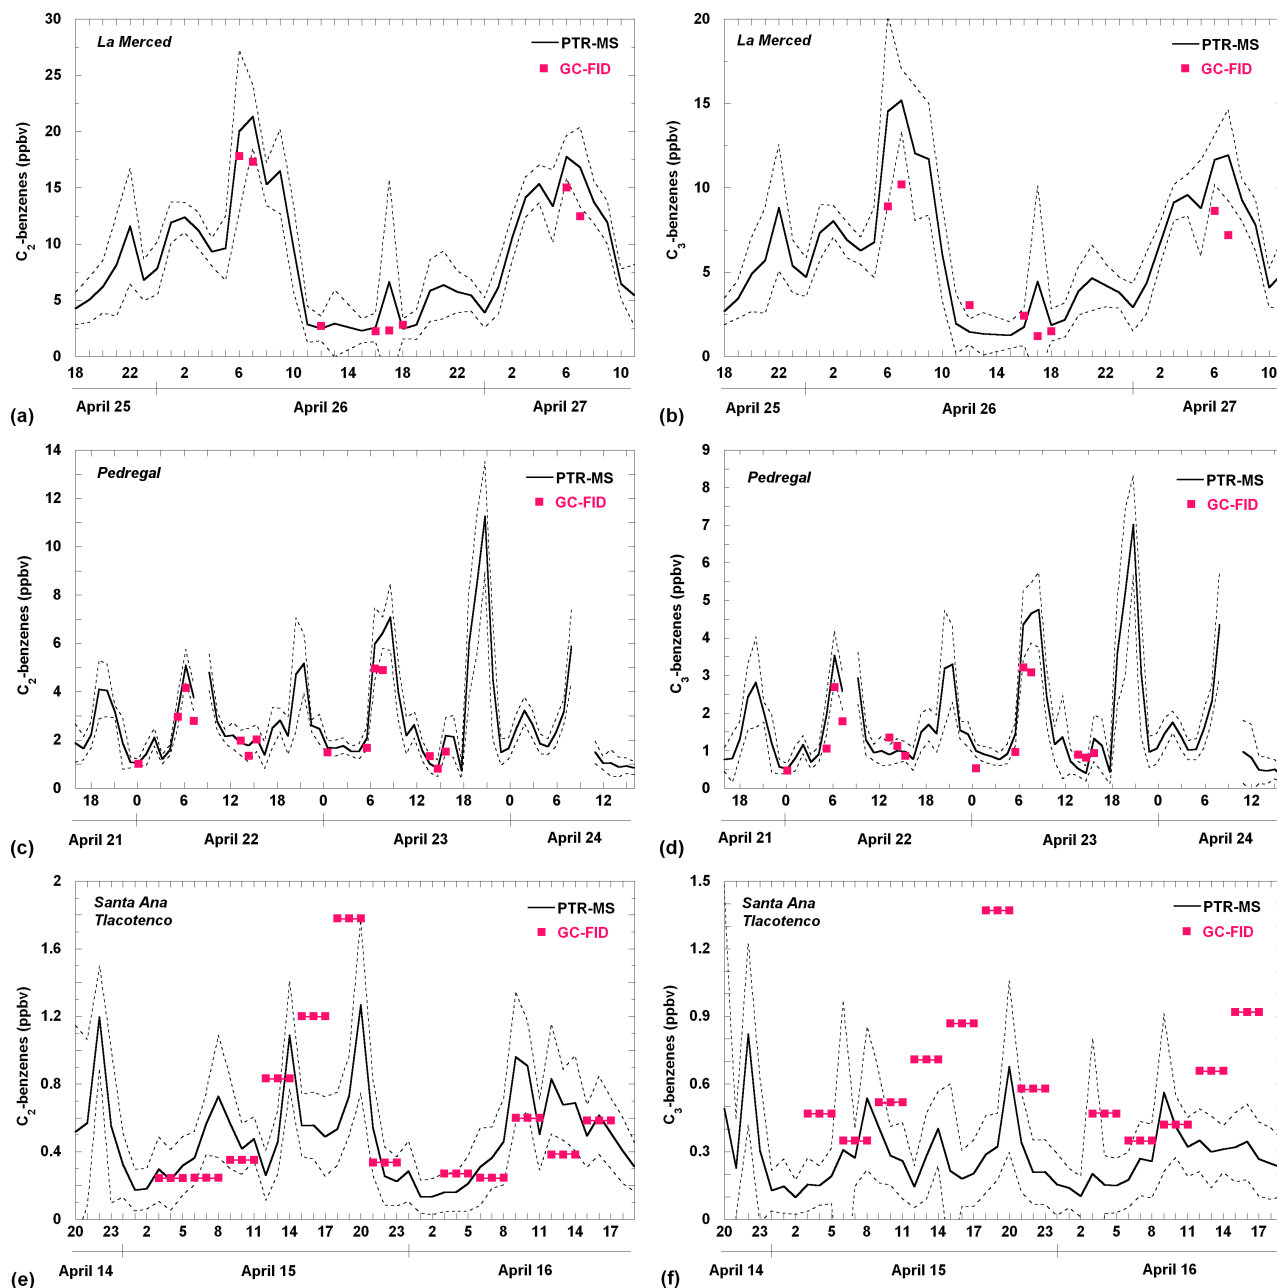 La Merced
PTR-MS
GC-FID
C2-benzenes (ppbv)
30
25
20
15
10
5
0
18 22 2 6 10 14 18 22 2 6 10
April 25 April 26 April 27
(a)
La Merced
PTR-MS
GC-FID
C3-benzenes (ppbv)
20
15
10
5
0
18 22 2 6 10 14 18 22 2 6 10
April 25 April 26 April 27
(b)
Pedregal
PTR-MS
GC-FID
C2-benzenes (ppbv)
14
12
10
8
6
4
2
0
18 0 6 12 18 0 6 12 18 0 6 12
April 21 April 22 April 23 April 24
(c)
Pedregal
PTR-MS
GC-FID
C3-benzenes (ppbv)
9
8
7
6
5
4
3
2
1
0
18 0 6 12 18 0 6 12 18 0 6 12
April 21 April 22 April 23 April 24
(d)
Santa Ana
Tlacotenco
PTR-MS
GC-FID
C2-benzenes (ppbv)
2
1.6
1.2
0.8
0.4
0
20 23 2 5 8 11 14 17 20 23 2 5 8 11 14 17
April 14 April 15 April 16
(e)
Santa Ana
Tlacotenco
PTR-MS
GC-FID
C3-benzenes (ppbv)
1.5
1.2
0.9
0.6
0.3
0
20 23 2 5 8 11 14 17 20 23 2 5 8 11 14 17
April 14 April 15 April 16
(f)